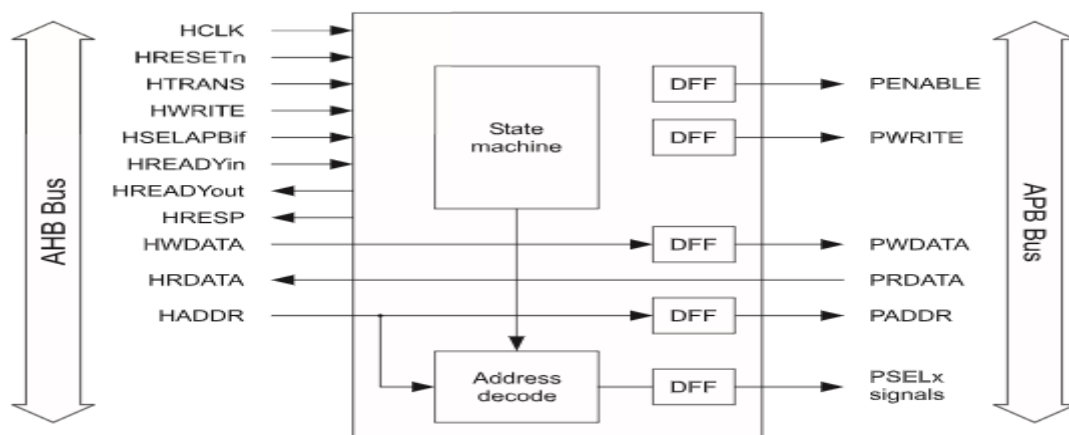 AHB Bus
HCLK
HRESETn
HTRANS
HWRITE
HSELAPBif
HREADYin
HREADYout
HRESP
HWDATA
HRDATA
HADDR
State
machine
Address
decode
DFF
DFF
DFF
DFF
DFF
PENABLE
PWRITE
PWDATA
PRDATA
PADDR
PSELx
signals
APB Bus